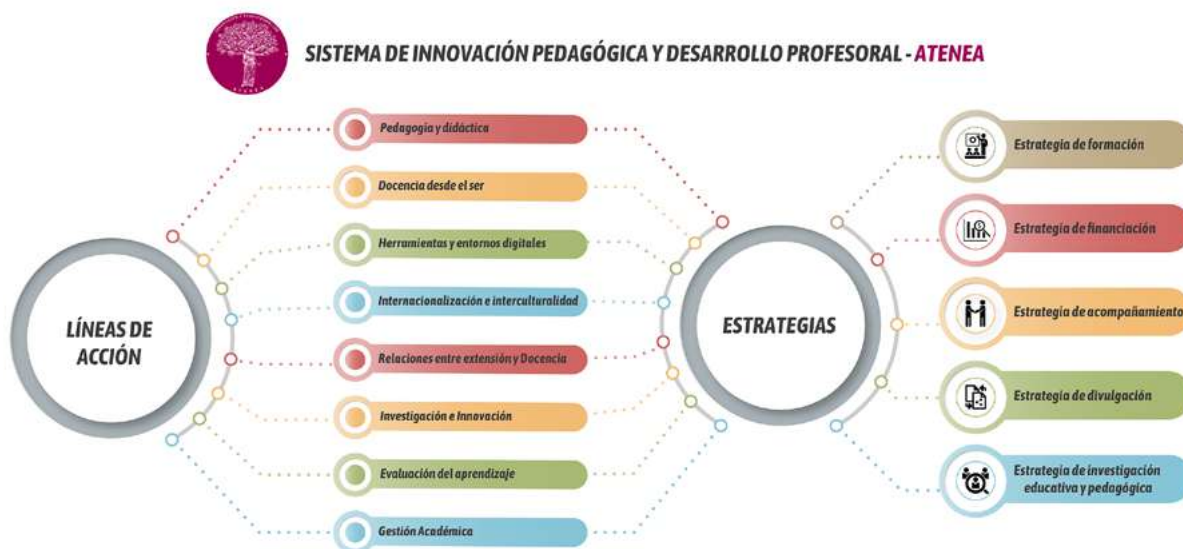 SISTEMA DE INNOVACIÓN PEDAGÓGICA Y DESARROLLO PROFESORAL - ATENEA
LÍNEAS DE
ACCIÓN
Pedagogía y didáctica
Docencia desde el ser
Herramientas y entornos digitales
Internacionalización e interculturalidad
Relaciones entre extensión y Docencia
Investigación e Innovación
Evaluación del aprendizaje
Gestión Académica
ESTRATEGIAS
Estrategia de formación
Estrategia de financiación
Estrategia de acompañamiento
Estrategia de divulgación
Estrategia de investigación
educativa y pedagógica